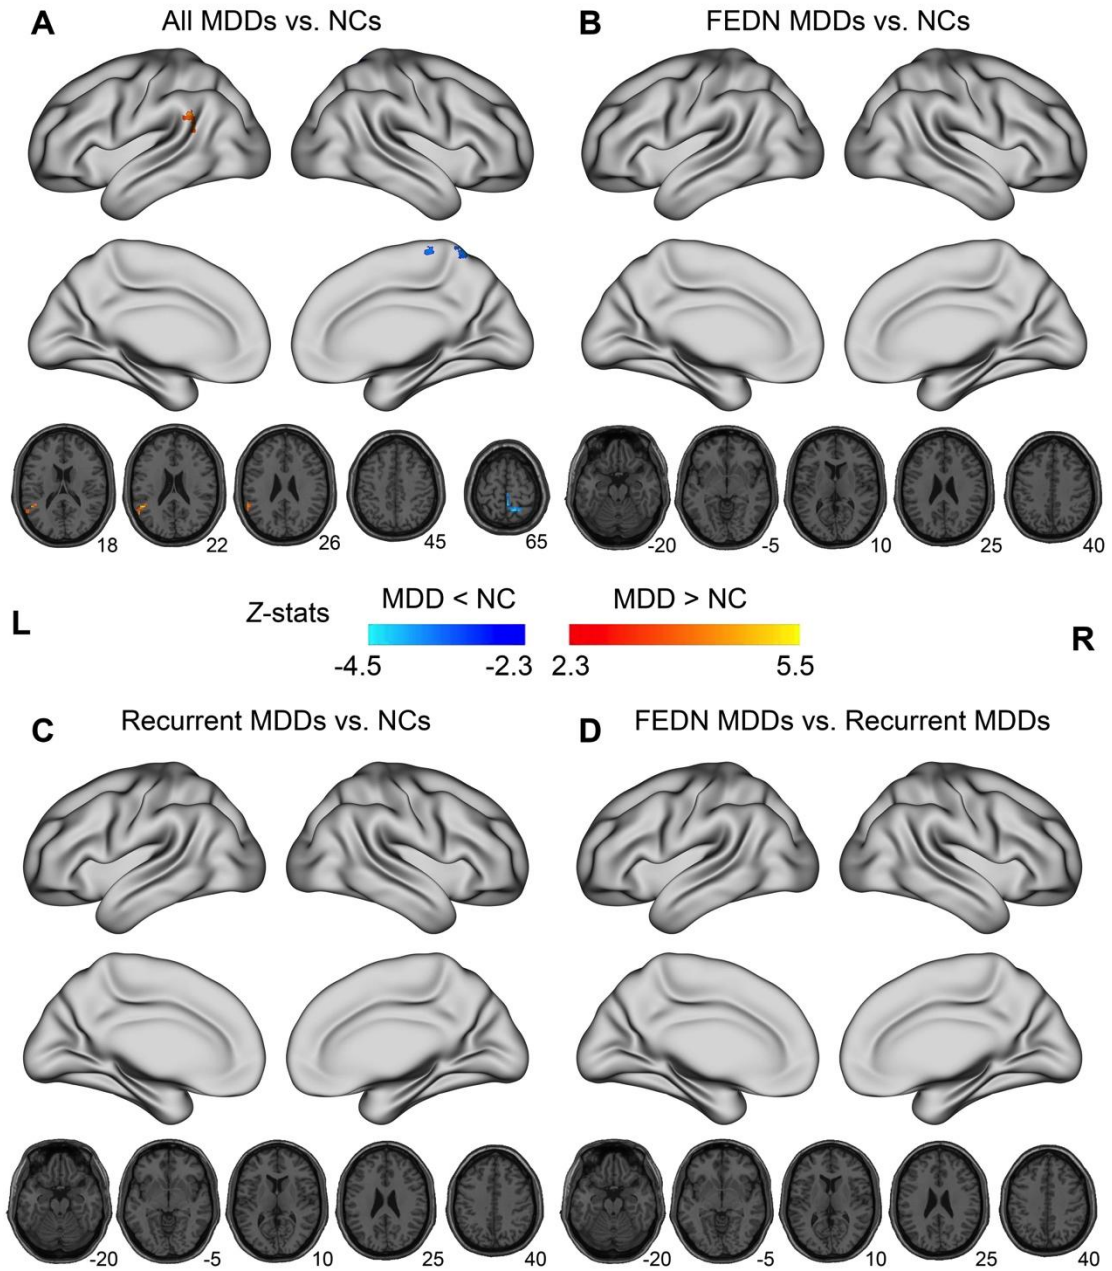 A All MDDs vs. NCs
B FEDN MDDs vs. NCs
18 22 26 45 65
-20 -5 10 25 40
L
Z-stats
MDD < NC
MDD > NC
-4.5 -2.3 2.3 5.5
R
C Recurrent MDDs vs. NCs
D FEDN MDDs vs. Recurrent MDDs
-20 -5 10 25 40
-20 -5 10 25 40